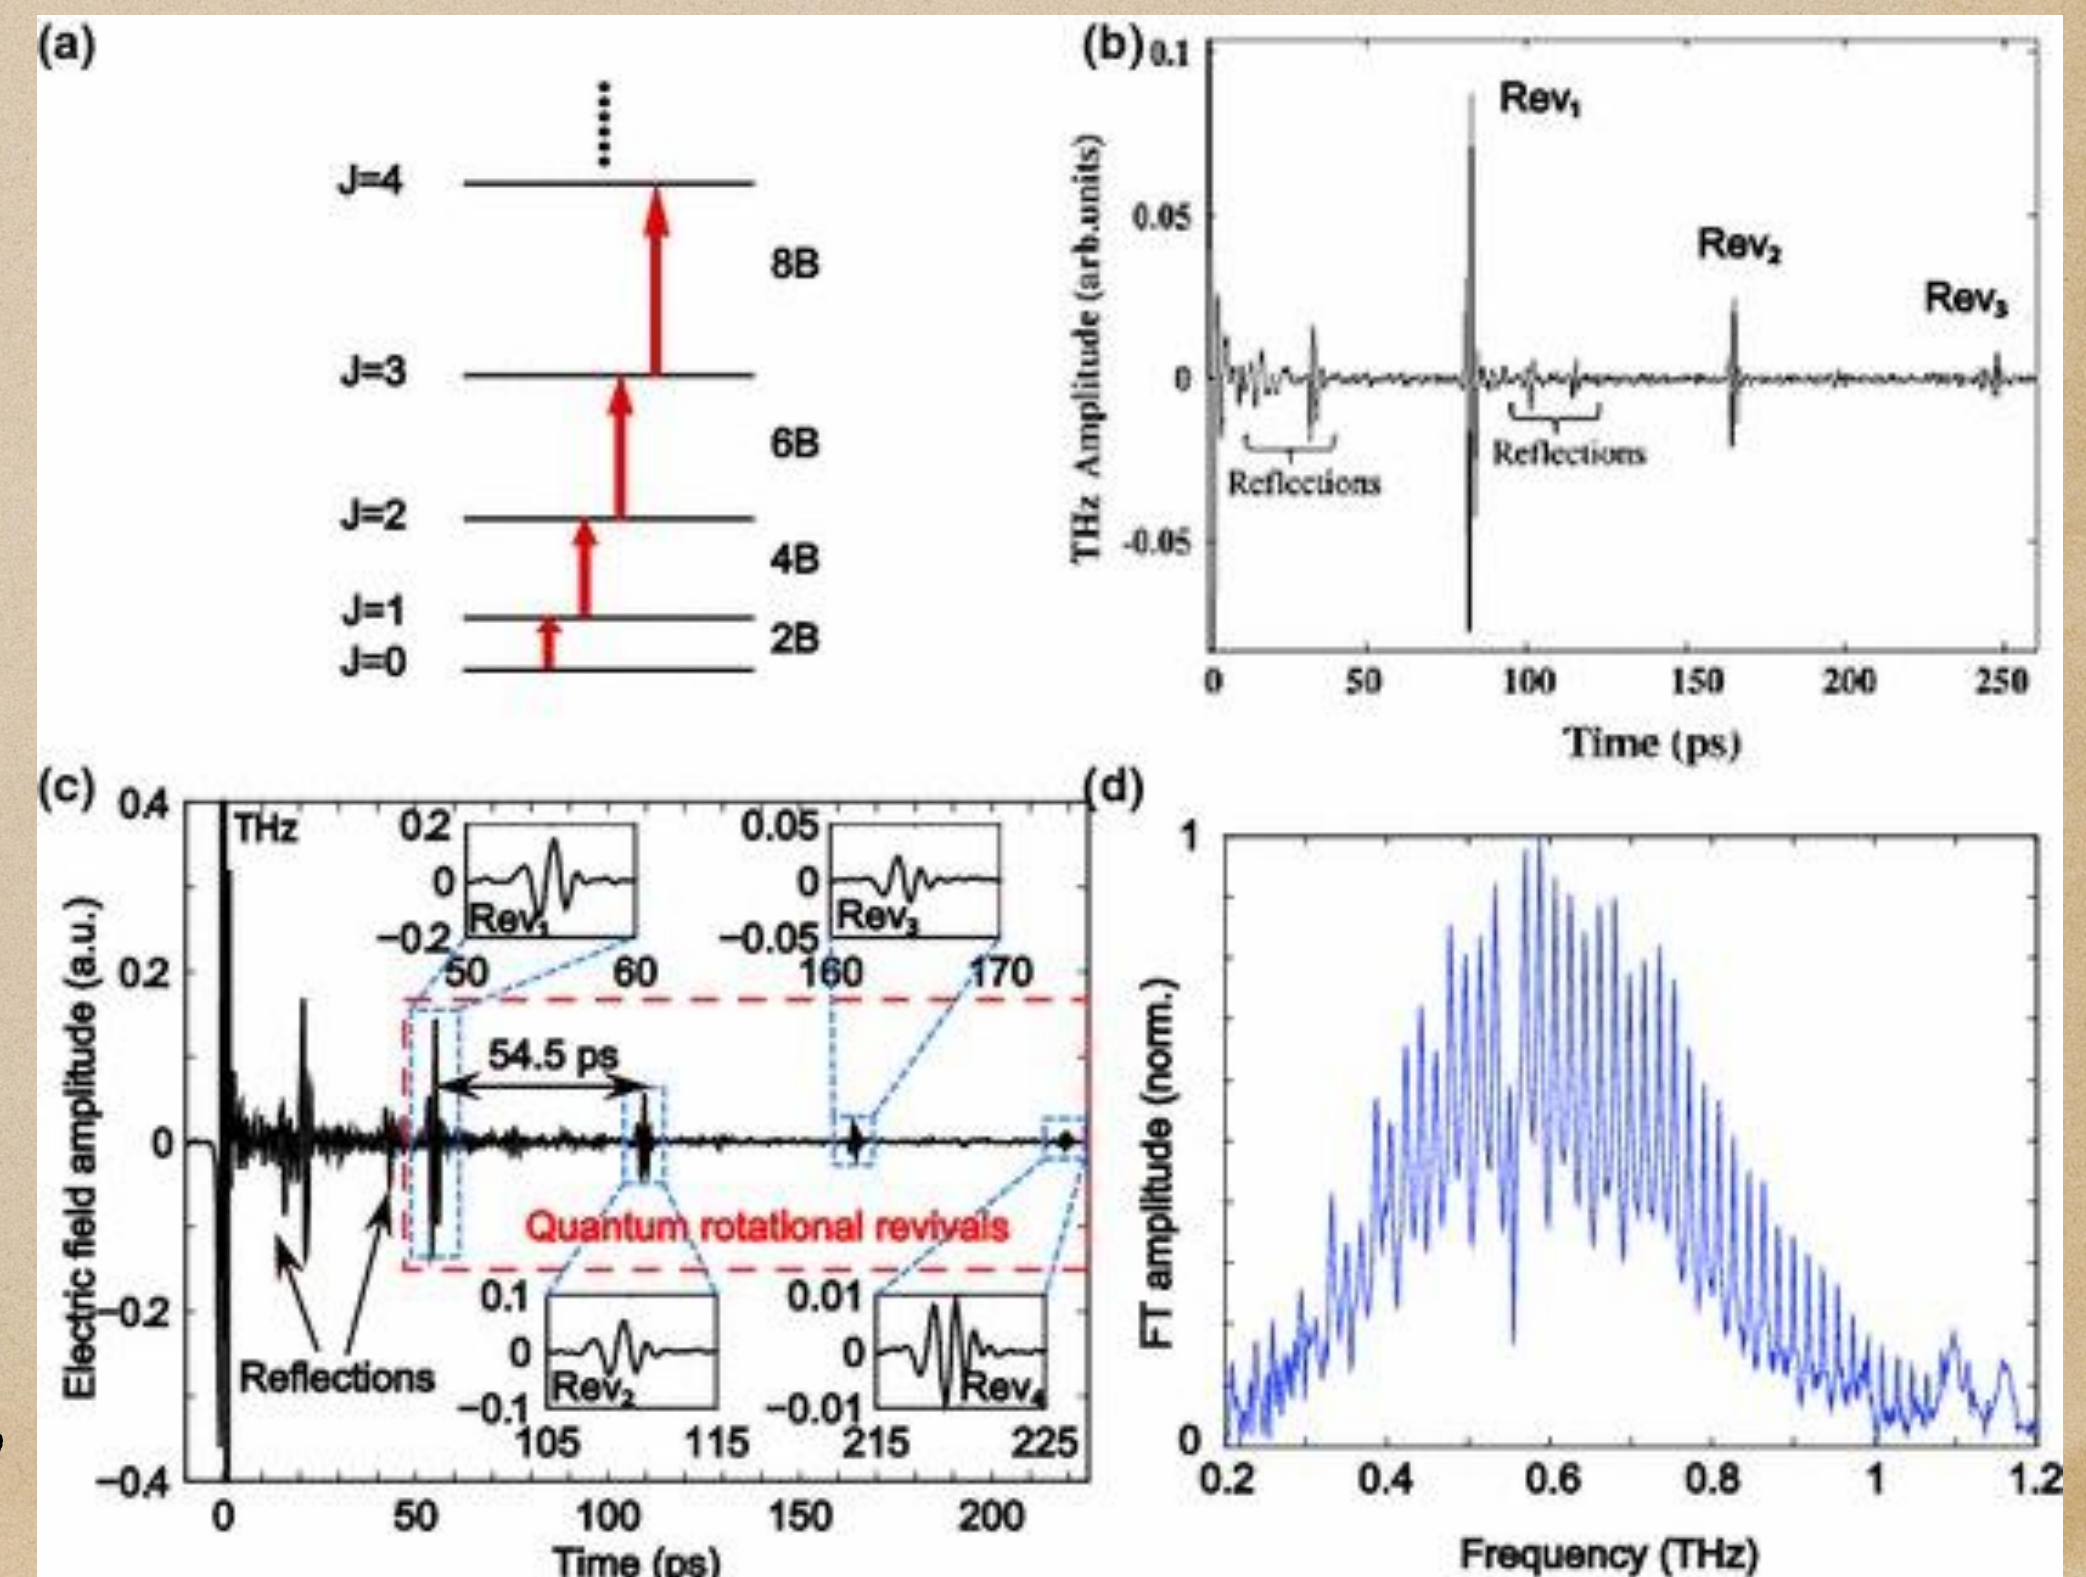 (a)
J=4
8B
J=3
6B
J=2
4B
J=1
2B
J=0
(b)
0.1
Rev₁
0.05
Rev₂
Rev₃
0
Reflections
Reflections
-0.05
THz Amplitude (arb.units)
0 50 100 150 200 250
Time (ps)
(c)
0.4
THz
0.2
0
Rev₁
−0.2
50 60
0.05
0
Rev₃
−0.05
160 170
0.2
54.5 ps
0
Quantum rotational revivals
−0.2
Reflections
0.1
0
Rev₂
−0.1
105 115
0.01
0
Rev₄
−0.01
215 225
−0.4
Electric field amplitude (a.u.)
0 50 100 150 200
Time (ps)
(d)
1
0
FT amplitude (norm.)
0.2 0.4 0.6 0.8 1 1.2
Frequency (THz)